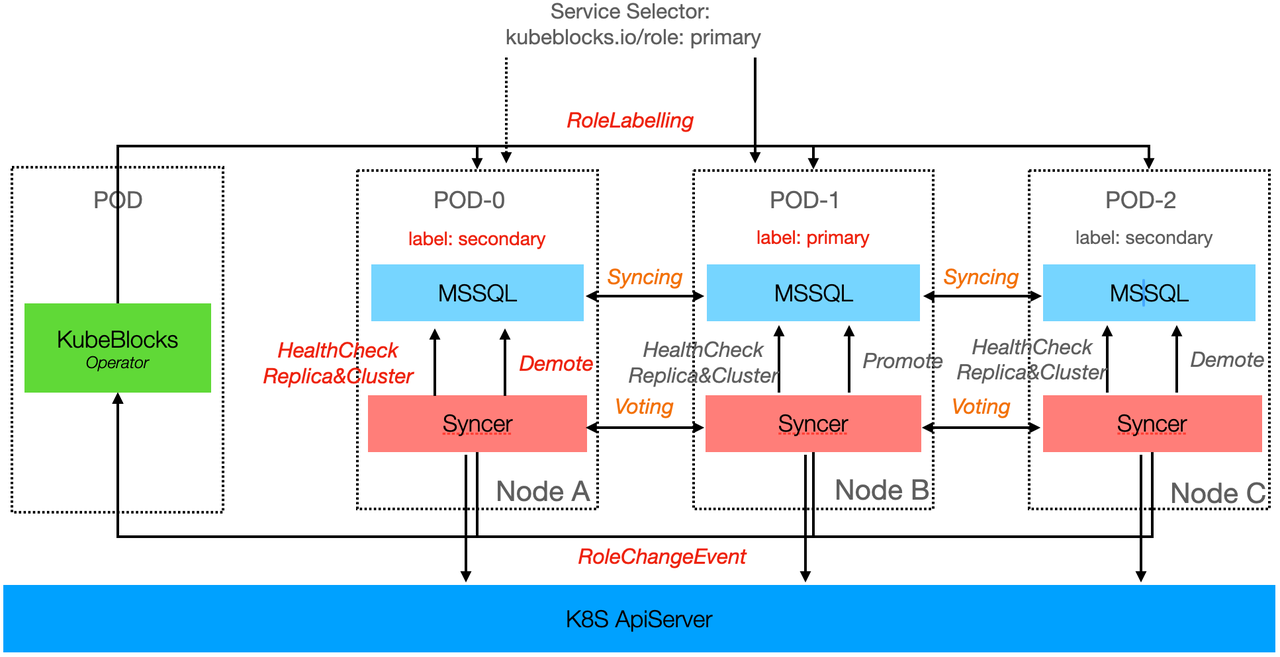 Service Selector:
kubeblocks.io/role: primary
RoleLabelling
POD
POD-0
POD-1
POD-2
label: secondary
label: primary
label: secondary
MSSQL
Syncing
MSSQL
Syncing
MSSQL
KubeBlocks
Operator
HealthCheck
Replica&Cluster
Demote
HealthCheck
Replica&Cluster
Promote
HealthCheck
Replica&Cluster
Demote
Syncer
Voting
Syncer
Voting
Syncer
Node A
Node B
Node C
RoleChangeEvent
K8S ApiServer